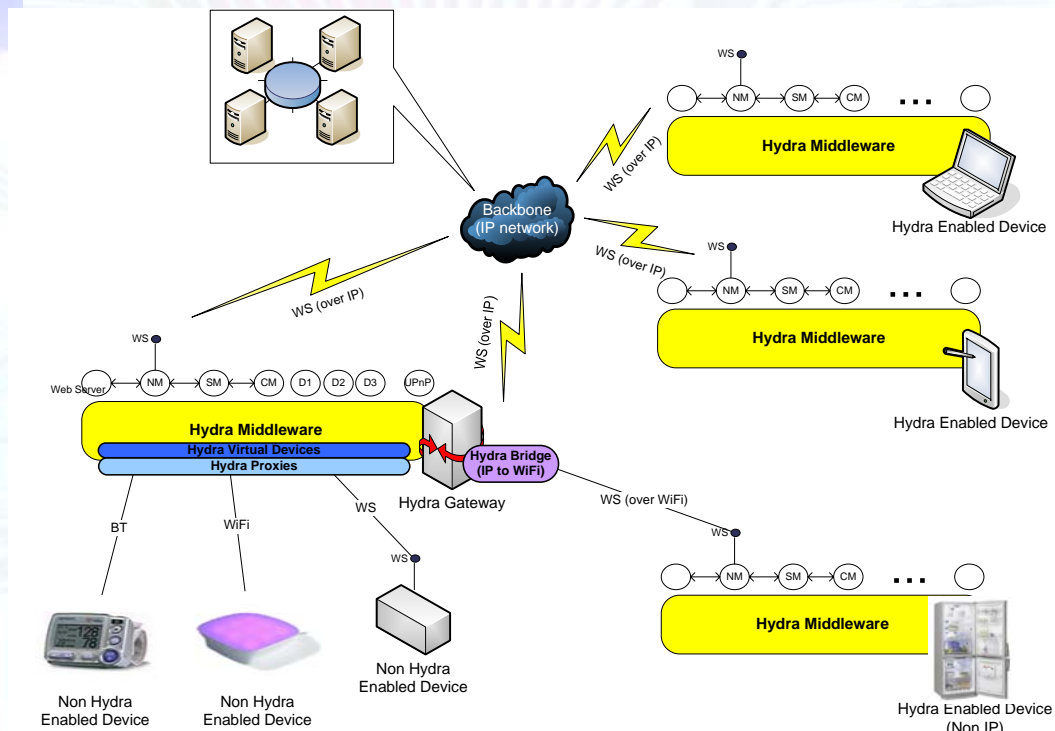 WS
NM
SM
CM
Hydra Middleware
Hydra Enabled Device
WS (over IP)
Backbone
(IP network)
WS (over IP)
WS
NM
SM
CM
Hydra Middleware
Hydra Enabled Device
WS (over IP)
WS (over IP)
WS
Web Server
NM
SM
CM
D1
D2
D3
UPnP
Hydra Middleware
Hydra Virtual Devices
Hydra Proxies
Hydra Bridge
(IP to WiFi)
Hydra Gateway
BT
WiFi
WS
WS
WS (over WiFi)
WS
NM
SM
CM
Hydra Middleware
128
78
Non Hydra
Enabled Device
Non Hydra
Enabled Device
Non Hydra
Enabled Device
Hydra Enabled Device
(Non IP)